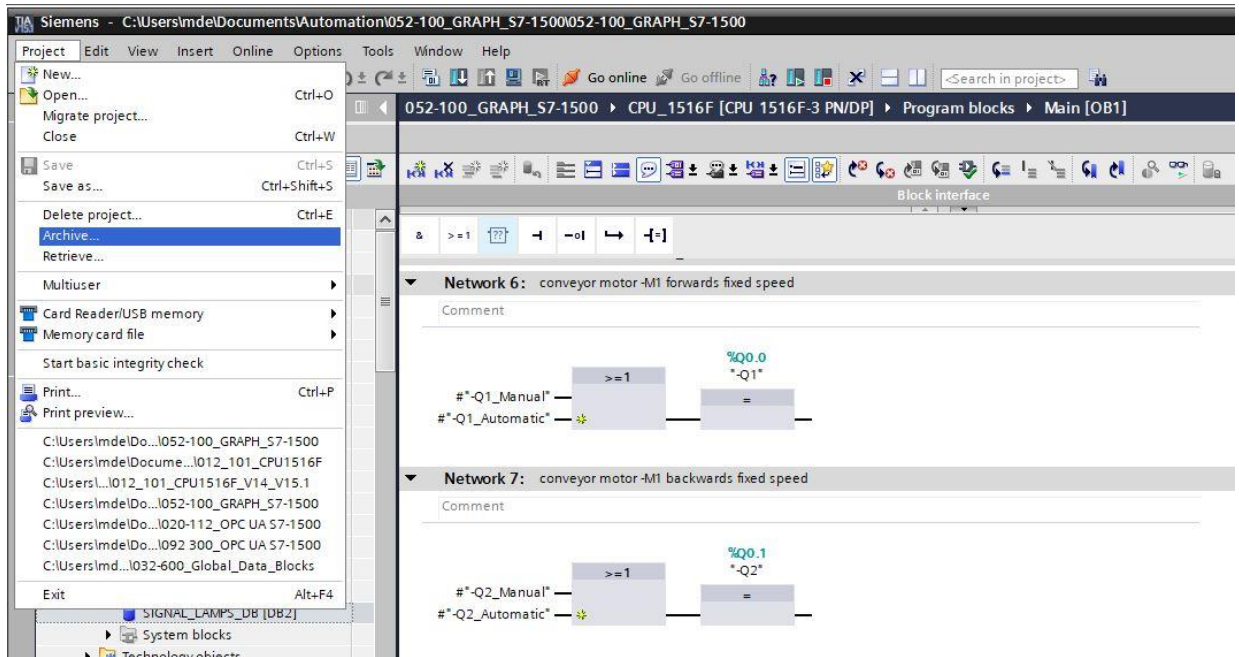 TIA V15.1 Siemens - C:\Users\mde\Documents\Automation\052-100_GRAPH_S7-1500\052-100_GRAPH_S7-1500
Project Edit View Insert Online Options Tools Window Help
New...
Open... Ctrl+O
Migrate project...
Close Ctrl+W
Save Ctrl+S
Save as... Ctrl+Shift+S
Delete project... Ctrl+E
Archive...
Retrieve...
Multiuser
Card Reader/USB memory
Memory card file
Start basic integrity check
Print... Ctrl+P
Print preview...
C:\Users\mde\Do...\052-100_GRAPH_S7-1500
C:\Users\mde\Docume...\012_101_CPU1516F
C:\Users\...\012_101_CPU1516F_V14_V15.1
C:\Users\mde\Do...\052-100_GRAPH_S7-1500
C:\Users\mde\Do...\020-112_OPC UA S7-1500
C:\Users\mde\Do...\092 300_OPC UA S7-1500
C:\Users\md...\032-600_Global_Data_Blocks
Exit Alt+F4
SIGNAL_LAMPS_DB [DB2]
System blocks
Technology objects
Go online Go offline <Search in project>
052-100_GRAPH_S7-1500 CPU_1516F [CPU 1516F-3 PN/DP] Program blocks Main [OB1]
Block interface
& >=1 ?? -| -o| -[=]
Network 6: conveyor motor -M1 forwards fixed speed
Comment
%Q0.0
"-Q1"
>=1
=
#"-Q1_Manual"
#"-Q1_Automatic"
Network 7: conveyor motor -M1 backwards fixed speed
Comment
%Q0.1
"-Q2"
>=1
=
#"-Q2_Manual"
#"-Q2_Automatic"